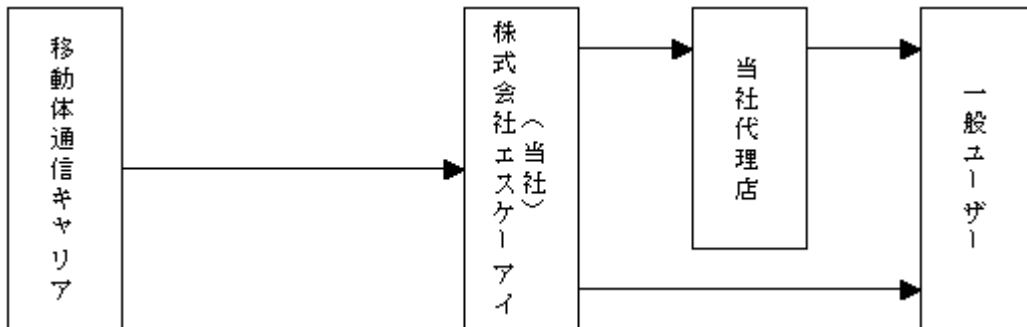 移動体通信キャリア
株式会社エスケーアイ
（当社）
当社代理店
一般ユーザー